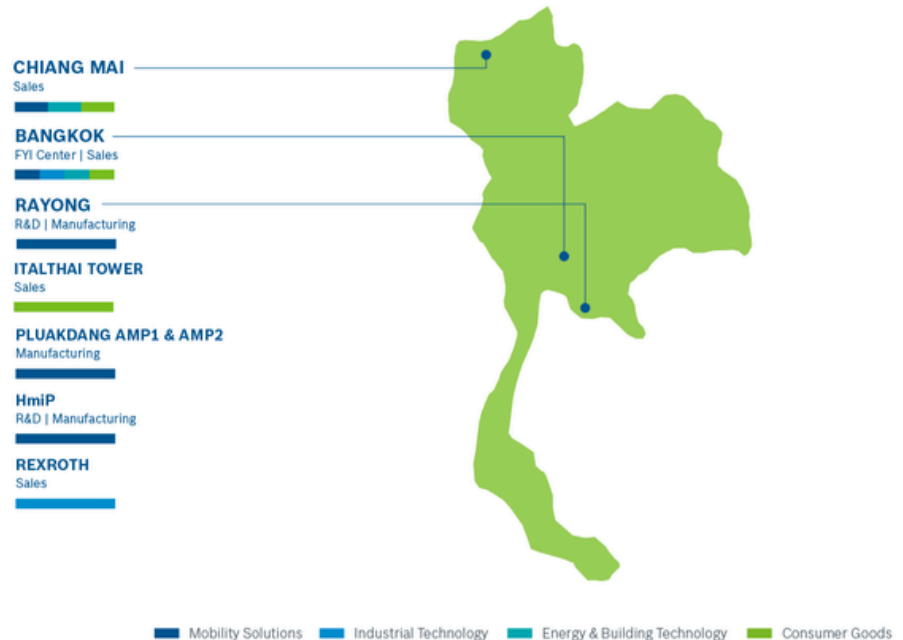 CHIANG MAI
Sales
BANGKOK
FYI Center | Sales
RAYONG
R&D | Manufacturing
ITALTHAI TOWER
Sales
PLUAKDANG AMP1 & AMP2
Manufacturing
HmiP
R&D | Manufacturing
REXROTH
Sales
Mobility Solutions Industrial Technology Energy & Building Technology Consumer Goods